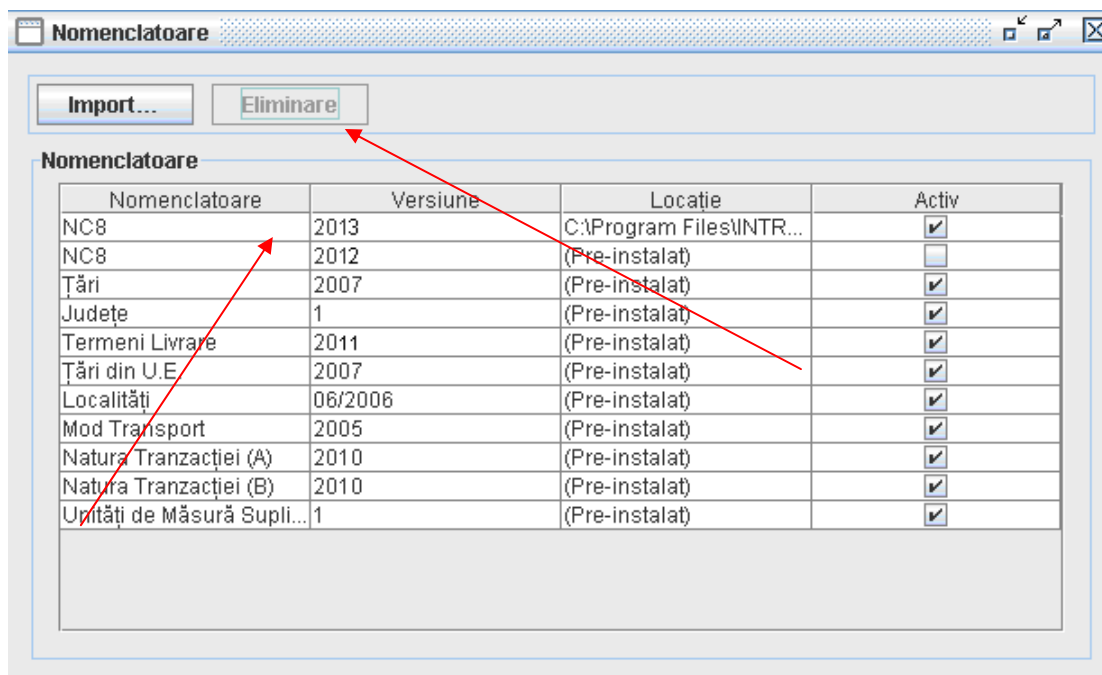 Nomenclatoare
Import... Eliminare
Nomenclatoare
Nomenclatoare Versiune Locație Activ
NC8 2013 C:\Program Files\INTR...
NC8 2012 (Pre-instalat)
Țări 2007 (Pre-instalat)
Județe 1 (Pre-instalat)
Termeni Livrare 2011 (Pre-instalat)
Țări din U.E. 2007 (Pre-instalat)
Localități 06/2006 (Pre-instalat)
Mod Transport 2005 (Pre-instalat)
Natura Tranzacției (A) 2010 (Pre-instalat)
Natura Tranzacției (B) 2010 (Pre-instalat)
Unități de Măsură Supli... 1 (Pre-instalat)